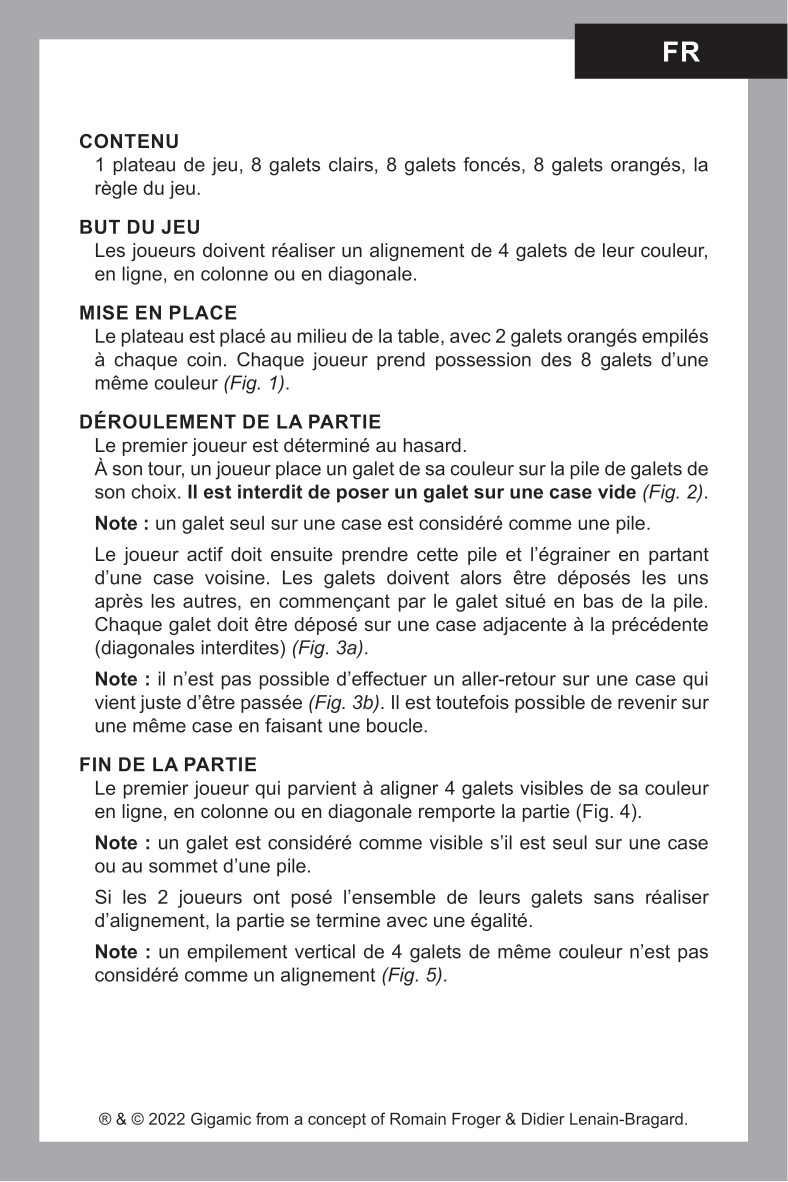 FR
CONTENU
1 plateau de jeu, 8 galets clairs, 8 galets foncés, 8 galets orangés, la
règle du jeu.
BUT DU JEU
Les joueurs doivent réaliser un alignement de 4 galets de leur couleur,
en ligne, en colonne ou en diagonale.
MISE EN PLACE
Le plateau est placé au milieu de la table, avec 2 galets orangés empilés
à chaque coin. Chaque joueur prend possession des 8 galets d’une
même couleur (Fig. 1).
DÉROULEMENT DE LA PARTIE
Le premier joueur est déterminé au hasard.
À son tour, un joueur place un galet de sa couleur sur la pile de galets de
son choix. Il est interdit de poser un galet sur une case vide (Fig. 2).
Note : un galet seul sur une case est considéré comme une pile.
Le joueur actif doit ensuite prendre cette pile et l’égrainer en partant
d’une case voisine. Les galets doivent alors être déposés les uns
après les autres, en commençant par le galet situé en bas de la pile.
Chaque galet doit être déposé sur une case adjacente à la précédente
(diagonales interdites) (Fig. 3a).
Note : il n’est pas possible d’effectuer un aller-retour sur une case qui
vient juste d’être passée (Fig. 3b). Il est toutefois possible de revenir sur
une même case en faisant une boucle.
FIN DE LA PARTIE
Le premier joueur qui parvient à aligner 4 galets visibles de sa couleur
en ligne, en colonne ou en diagonale remporte la partie (Fig. 4).
Note : un galet est considéré comme visible s’il est seul sur une case
ou au sommet d’une pile.
Si les 2 joueurs ont posé l’ensemble de leurs galets sans réaliser
d’alignement, la partie se termine avec une égalité.
Note : un empilement vertical de 4 galets de même couleur n’est pas
considéré comme un alignement (Fig. 5).
® & © 2022 Gigamic from a concept of Romain Froger & Didier Lenain-Bragard.